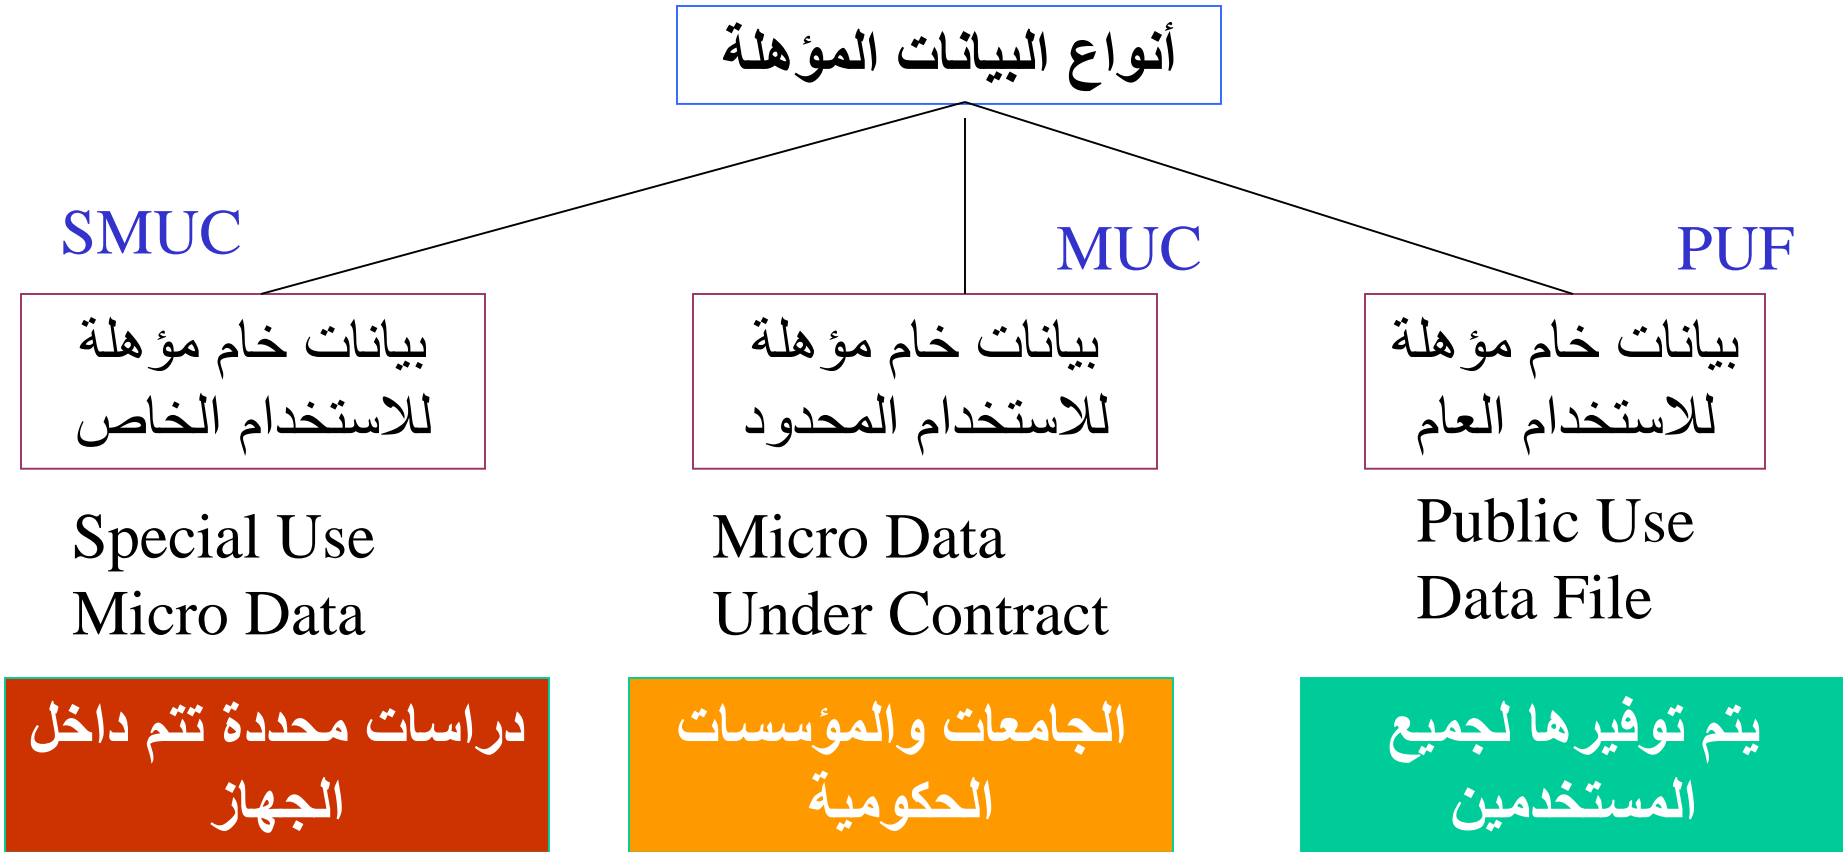 أنواع البيانات المؤهلة
PUF
بيانات خام مؤهلة
للاستخدام العام
Public Use
Data File
يتم توفيرها لجميع
المستخدمين
MUC
بيانات خام مؤهلة
للاستخدام المحدود
Micro Data
Under Contract
الجامعات والمؤسسات
الحكومية
SMUC
بيانات خام مؤهلة
للاستخدام الخاص
Special Use
Micro Data
دراسات محددة تتم داخل
الجهاز